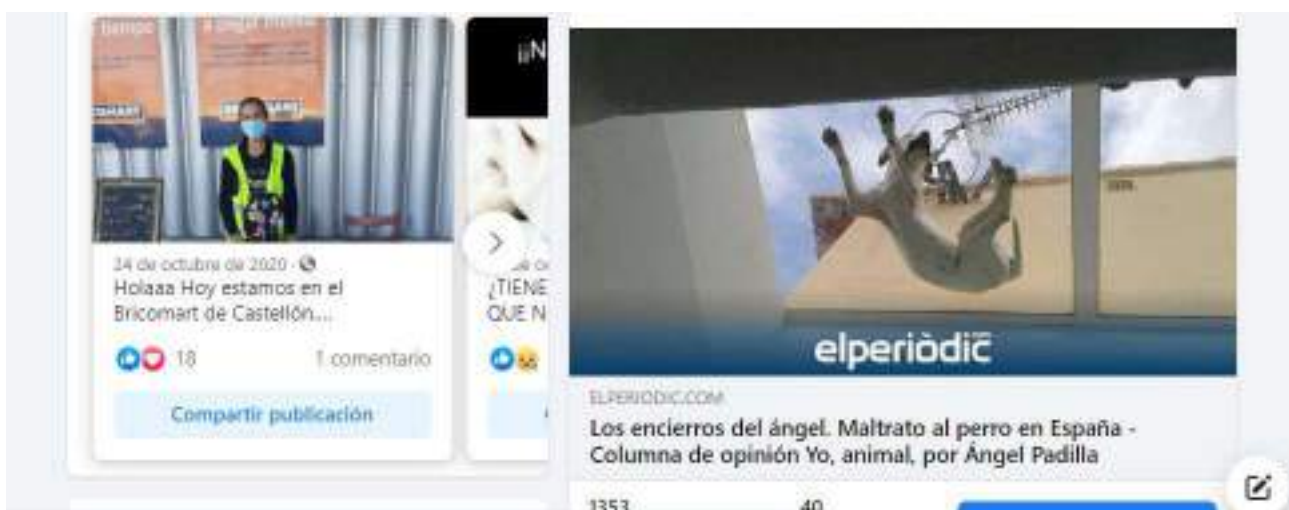 tiempo
¡¡N
24 de octubre de 2020 ·
Holaaa Hoy estamos en el
Bricomart de Castellón....
18
1 comentario
Compartir publicación
¿TIENE
QUE N
elperiòdic
ELPERIODIC.COM
Los encierros del ángel. Maltrato al perro en España -
Columna de opinión Yo, animal, por Ángel Padilla
1353
40